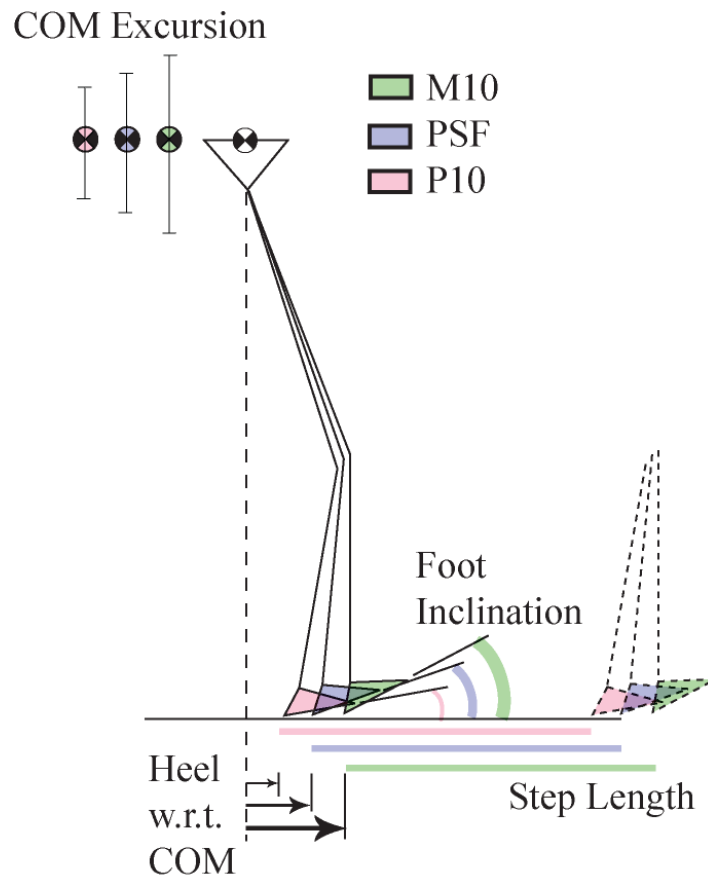 COM Excursion
M10
PSF
P10
Foot
Inclination
Heel
w.r.t.
COM
Step Length